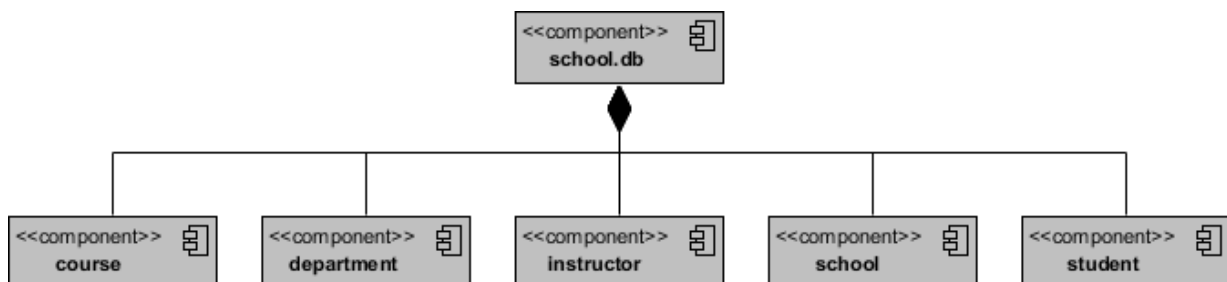 <<component>>
school.db
<<component>>
course
<<component>>
department
<<component>>
instructor
<<component>>
school
<<component>>
student